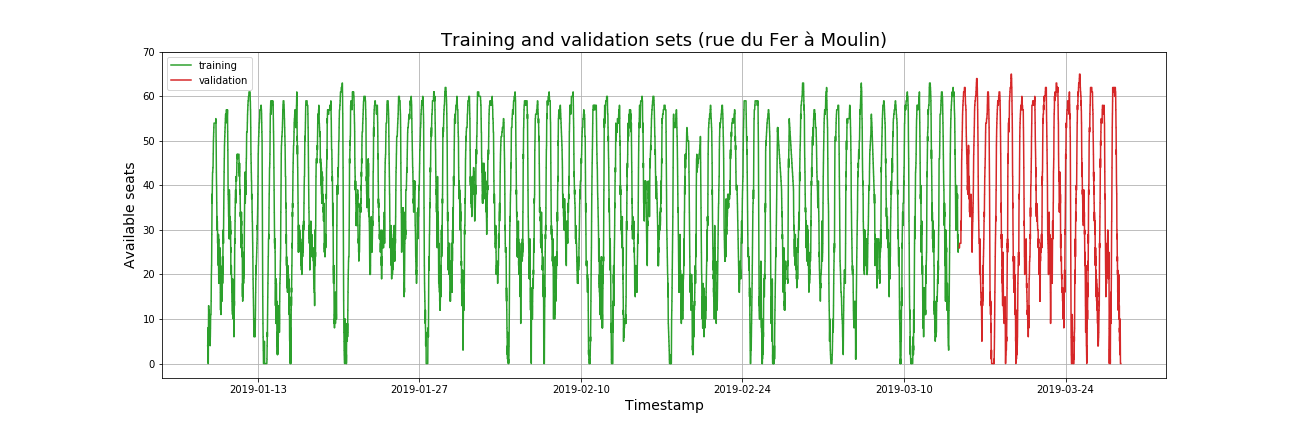 Training and validation sets (rue du Fer à Moulin)
training
validation
Available seats
70
60
50
40
30
20
10
0
2019-01-13 2019-01-27 2019-02-10 2019-02-24 2019-03-10 2019-03-24
Timestamp